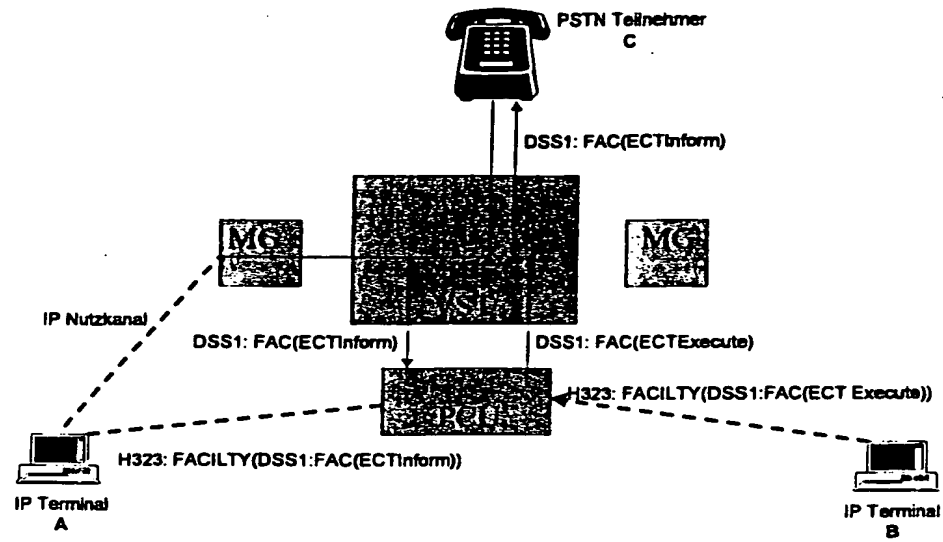 PSTN Teilnehmer
C
DSS1: FAC(ECTInform)
MG
MG
IP Nutzkanal
DSS1: FAC(ECTInform)
DSS1: FAC(ECTExecute)
H323: FACILTY(DSS1:FAC(ECT Execute))
H323: FACILTY(DSS1:FAC(ECTInform))
IP Terminal
A
IP Terminal
B